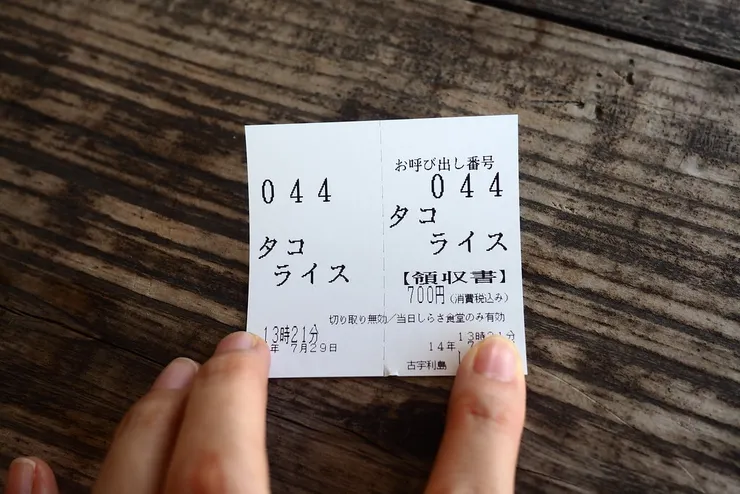 044
タコ
ライス
13時21分
年 7月29日
お呼び出し番号
044
タコ
ライス
【領収書】
700円(消費税込み)
切り取り無効/当日しらさ食堂のみ有効
13時21分
14年
古宇利島